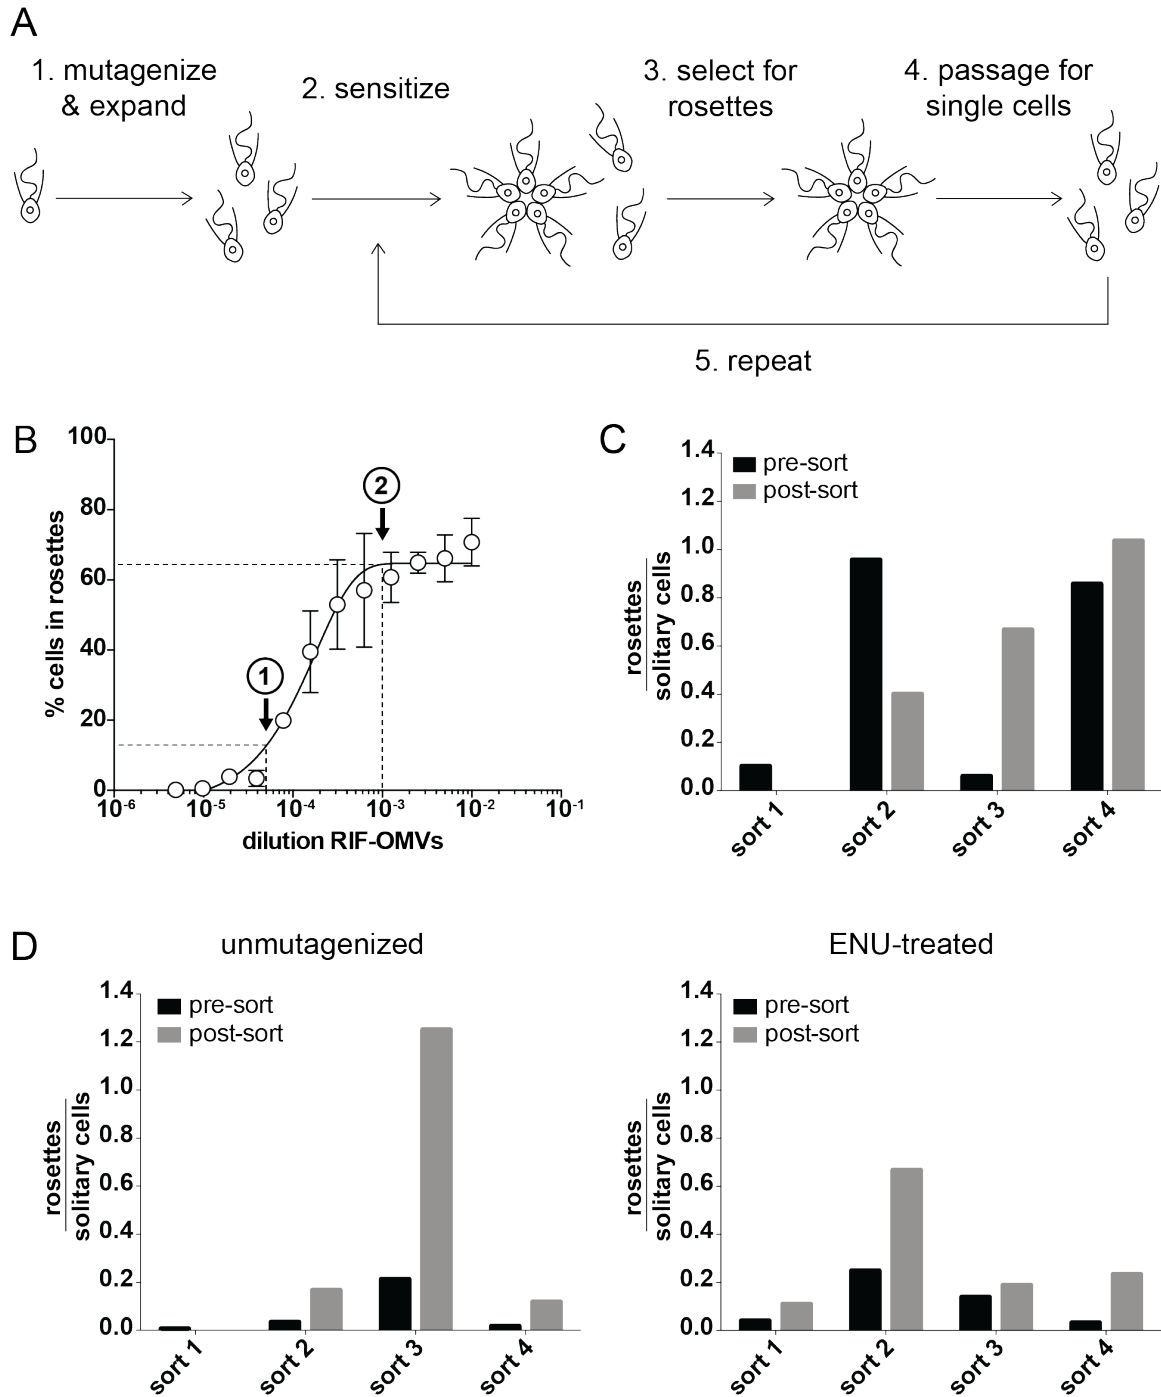 A
1. mutagenize
& expand
2. sensitize
3. select for
rosettes
4. passage for
single cells
5. repeat
B
% cells in rosettes
100
80
60
40
20
0
1
2
10-6
10-5
10-4
10-3
10-2
10-1
dilution RIF-OMVs
C
rosettes
solitary cells
1.4
1.2
1.0
0.8
0.6
0.4
0.2
0.0
pre-sort
post-sort
sort 1
sort 2
sort 3
sort 4
D
unmutagenized
rosettes
solitary cells
1.4
1.2
1.0
0.8
0.6
0.4
0.2
0.0
pre-sort
post-sort
sort 1
sort 2
sort 3
sort 4
ENU-treated
rosettes
solitary cells
1.4
1.2
1.0
0.8
0.6
0.4
0.2
0.0
pre-sort
post-sort
sort 1
sort 2
sort 3
sort 4